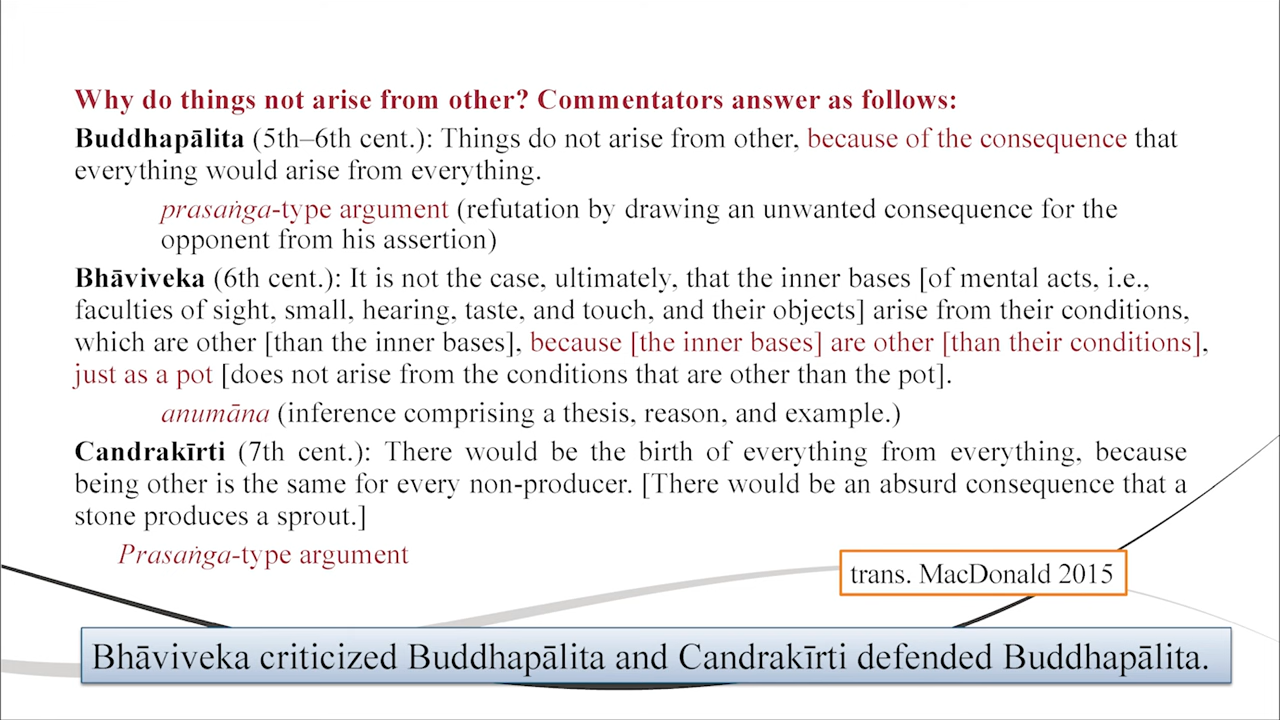 Why do things not arise from other? Commentators answer as follows:
Buddhapālita (5th–6th cent.): Things do not arise from other, because of the consequence that
everything would arise from everything.
prasaṅga-type argument (refutation by drawing an unwanted consequence for the
opponent from his assertion)
Bhāviveka (6th cent.): It is not the case, ultimately, that the inner bases [of mental acts, i.e.,
faculties of sight, small, hearing, taste, and touch, and their objects] arise from their conditions,
which are other [than the inner bases], because [the inner bases] are other [than their conditions],
just as a pot [does not arise from the conditions that are other than the pot].
anumāna (inference comprising a thesis, reason, and example.)
Candrakīrti (7th cent.): There would be the birth of everything from everything, because
being other is the same for every non-producer. [There would be an absurd consequence that a
stone produces a sprout.]
Prasaṅga-type argument
trans. MacDonald 2015
Bhāviveka criticized Buddhapālita and Candrakīrti defended Buddhapālita.